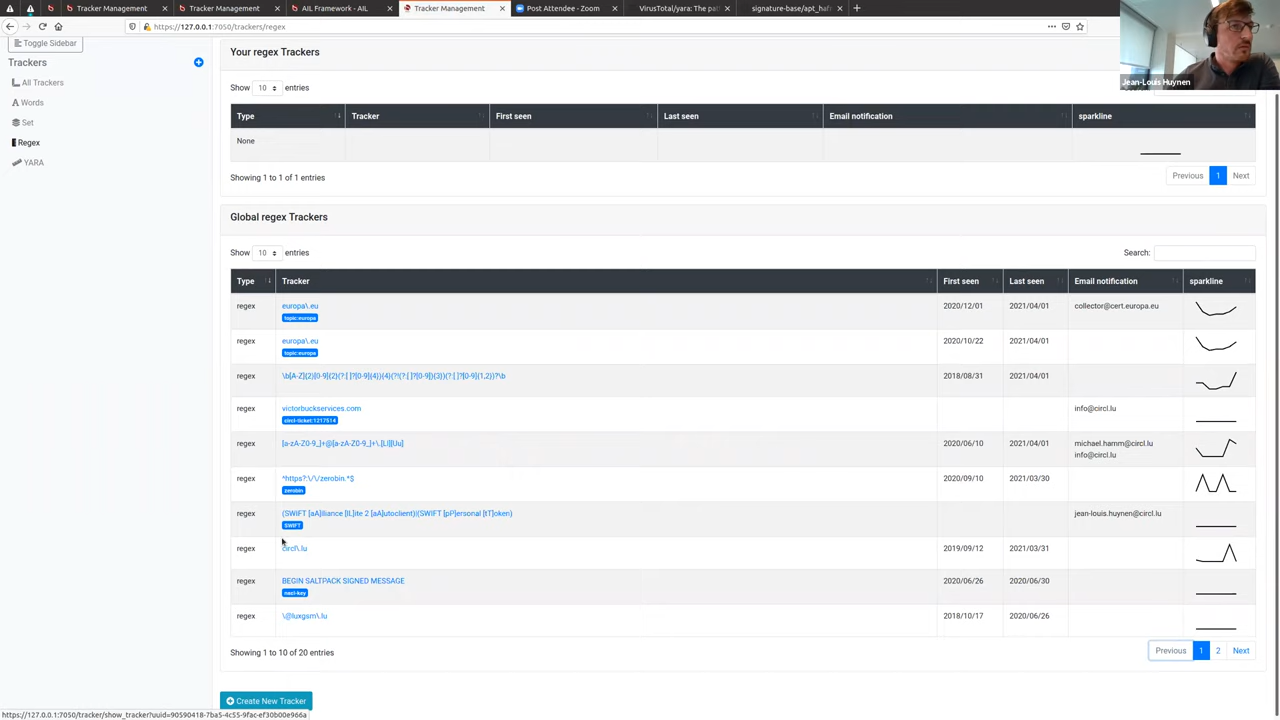 Tracker Management
Tracker Management
AIL Framework - AIL
Tracker Management
Post Attendee - Zoom
VirusTotal/yara: The pat
signature-base/apt_hafn
https://127.0.0.1:7050/trackers/regex
Jean-Louis Huynen
Toggle Sidebar
Trackers
All Trackers
Words
Set
Regex
YARA
Your regex Trackers
Show 10 entries
Type Tracker First seen Last seen Email notification sparkline
None
Showing 1 to 1 of 1 entries
Previous 1 Next
Global regex Trackers
Show 10 entries
Search:
Type Tracker First seen Last seen Email notification sparkline
regex europa\.eu 2020/12/01 2021/04/01 collector@cert.europa.eu
topic:europa
regex europa\.eu 2020/10/22 2021/04/01
topic:europa
regex \b[A-Z]{2}[0-9]{2}(?:[ ]?[0-9]{4}){4}(?!(?:[ ]?[0-9]){3})(?:[ ]?[0-9]{1,2})?\b 2018/08/31 2021/04/01
regex victorbuckservices.com info@circl.lu
circl-ticket:1217514
regex [a-zA-Z0-9_]+@[a-zA-Z0-9_]+\.[Ll][Uu] 2020/06/10 2021/04/01 michael.hamm@circl.lu
info@circl.lu
regex ^https?:\/\/zerobin.*$ 2020/09/10 2021/03/30
zerobin
regex (SWIFT [aA]lliance [lL]ite 2 [aA]utoclient)|(SWIFT [pP]ersonal [tT]oken) jean-louis.huynen@circl.lu
SWIFT
regex circl\.lu 2019/09/12 2021/03/31
regex BEGIN SALTPACK SIGNED MESSAGE 2020/06/26 2020/06/30
nacl-key
regex \@luxgsm\.lu 2018/10/17 2020/06/26
Showing 1 to 10 of 20 entries
Previous 1 2 Next
Create New Tracker
https://127.0.0.1:7050/tracker/show_tracker?uuid=90590418-7ba5-4c55-9fac-ef30b00e966a